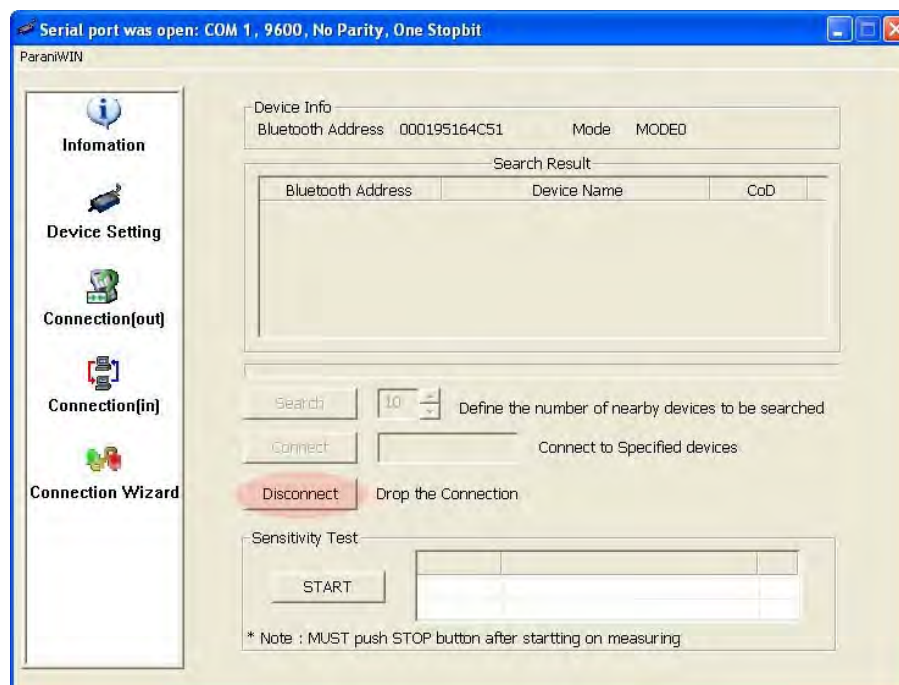 Serial port was open: COM 1, 9600, No Parity, One Stopbit
ParaniWIN
Infomation
Device Setting
Connection(out)
Connection(in)
Connection Wizard
Device Info
Bluetooth Address 000195164C51 Mode MODE0
Search Result
Bluetooth Address Device Name CoD
Search 10 Define the number of nearby devices to be searched
Connect Connect to Specified devices
Disconnect Drop the Connection
Sensitivity Test
START
* Note : MUST push STOP button after startting on measuring